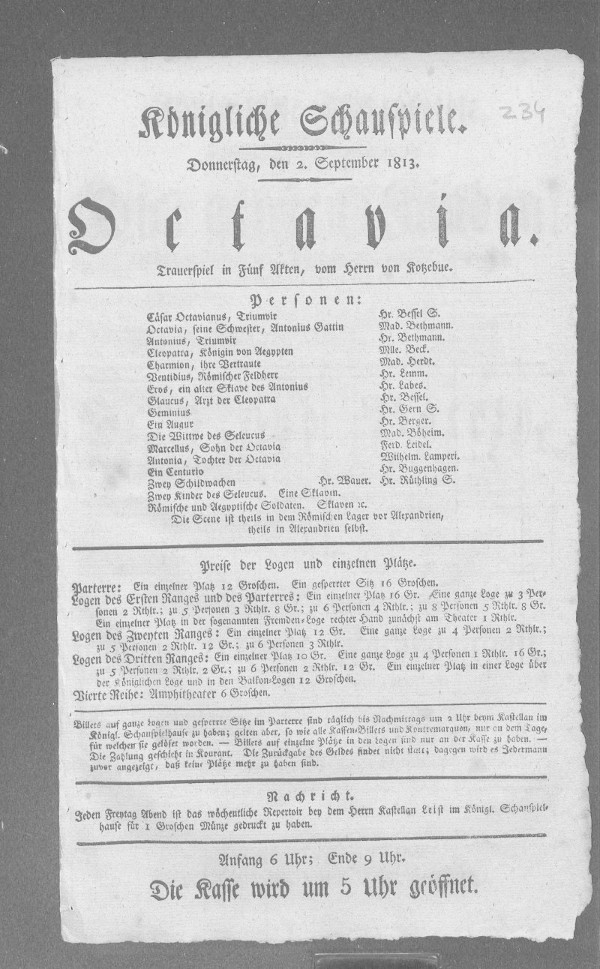 234
Königliche Schauspiele.
Donnerstag, den 2. September 1813.
Octavia.
Trauerspiel in Fünf Akten, vom Herrn von Kotzebue.
Personen:
Cäsar Octavianus, Triumvir Hr. Bessel S.
Octavia, seine Schwester, Antonius Gattin Mad. Bethmann.
Antonius, Triumvir Hr. Bethmann.
Cleopatra, Königin von Aegypten Mlle. Beck.
Charmion, ihre Vertraute Mad. Herdt.
Ventidius, Römischer Feldherr Hr. Lemm.
Eros, ein alter Sklave des Antonius Hr. Labes.
Glaucus, Arzt der Cleopatra Hr. Bessel.
Geminius Hr. Gern S.
Ein Augur Hr. Berger.
Die Wittwe des Seleucus Mad. Böheim.
Marcellus, Sohn der Octavia Ferd. Leidel.
Antonia, Tochter der Octavia Wilhelm. Lamperi.
Ein Centurio Hr. Buggenhagen.
Zwey Schildwachen Hr. Wauer. Hr. Rüthling S.
Zwey Kinder des Seleucus. Eine Sklavin.
Römische und Aegyptische Soldaten. Sklaven ꝛc.
Die Scene ist theils in dem Römischen Lager vor Alexandrien,
theils in Alexandrien selbst.
Preise der Logen und einzelnen Plätze.
Parterre: Ein einzelner Platz 12 Groschen. Ein gesperrter Sitz 16 Groschen.
Logen des Ersten Ranges und des Parterres: Ein einzelner Platz 16 Gr. Eine ganze Loge zu 3 Per-
sonen 2 Rthlr.; zu 5 Personen 3 Rthlr. 8 Gr.; zu 6 Personen 4 Rthlr.; zu 8 Personen 5 Rthlr. 8 Gr.
Ein einzelner Platz in der sogenannten Fremden-Loge rechter Hand zunächst am Theater 1 Rthlr.
Logen des Zweyten Ranges: Ein einzelner Platz 12 Gr. Eine ganze Loge zu 4 Personen 2 Rthlr.;
zu 5 Personen 2 Rthlr. 12 Gr.; zu 6 Personen 3 Rthlr.
Logen des Dritten Ranges: Ein einzelner Platz 10 Gr. Eine ganze Loge zu 4 Personen 1 Rthlr. 16 Gr.;
zu 5 Personen 2 Rthlr. 2 Gr.; zu 6 Personen 2 Rthlr. 12 Gr. Ein einzelner Platz in einer Loge über
der Königlichen Loge und in den Balkon-Logen 12 Groschen.
Vierte Reihe: Amphitheater 6 Groschen.
Billets auf ganze Logen und gesperrte Sitze im Parterre sind täglich bis Nachmittags um 2 Uhr beym Kastellan im
Königl. Schauspielhause zu haben; gelten aber, so wie alle Kassen-Billets und Kontremarquen, nur an dem Tage,
für welchen sie gelöset worden. — Billets auf einzelne Plätze in den Logen sind nur an der Kasse zu haben. —
Die Zahlung geschieht in Kourant. Die Zurückgabe des Geldes findet nicht statt; dagegen wird es Jedermann
zuvor angezeigt, daß keine Plätze mehr zu haben sind.
Nachricht.
Jeden Freytag Abend ist das wöchentliche Repertoir bey dem Herrn Kastellan Leist im Königl. Schauspiel-
hause für 1 Groschen Münze gedruckt zu haben.
Anfang 6 Uhr; Ende 9 Uhr.
Die Kasse wird um 5 Uhr geöffnet.